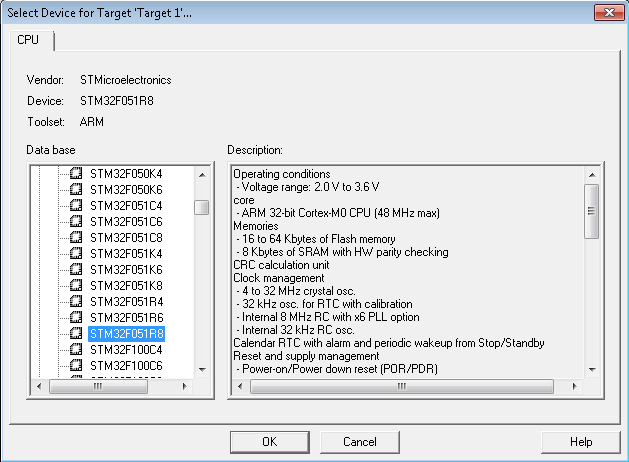 Select Device for Target 'Target 1'...
CPU
Vendor: STMicroelectronics
Device: STM32F051R8
Toolset: ARM
Data base
STM32F050K4
STM32F050K6
STM32F051C4
STM32F051C6
STM32F051C8
STM32F051K4
STM32F051K6
STM32F051K8
STM32F051R4
STM32F051R6
STM32F051R8
STM32F100C4
STM32F100C6
Description:
Operating conditions
- Voltage range: 2.0 V to 3.6 V
core
- ARM 32-bit Cortex-M0 CPU (48 MHz max)
Memories
- 16 to 64 Kbytes of Flash memory
- 8 Kbytes of SRAM with HW parity checking
CRC calculation unit
Clock management
- 4 to 32 MHz crystal osc.
- 32 kHz osc. for RTC with calibration
- Internal 8 MHz RC with x6 PLL option
- Internal 32 kHz RC osc.
Calendar RTC with alarm and periodic wakeup from Stop/Standby
Reset and supply management
- Power-on/Power down reset (POR/PDR)
OK
Cancel
Help